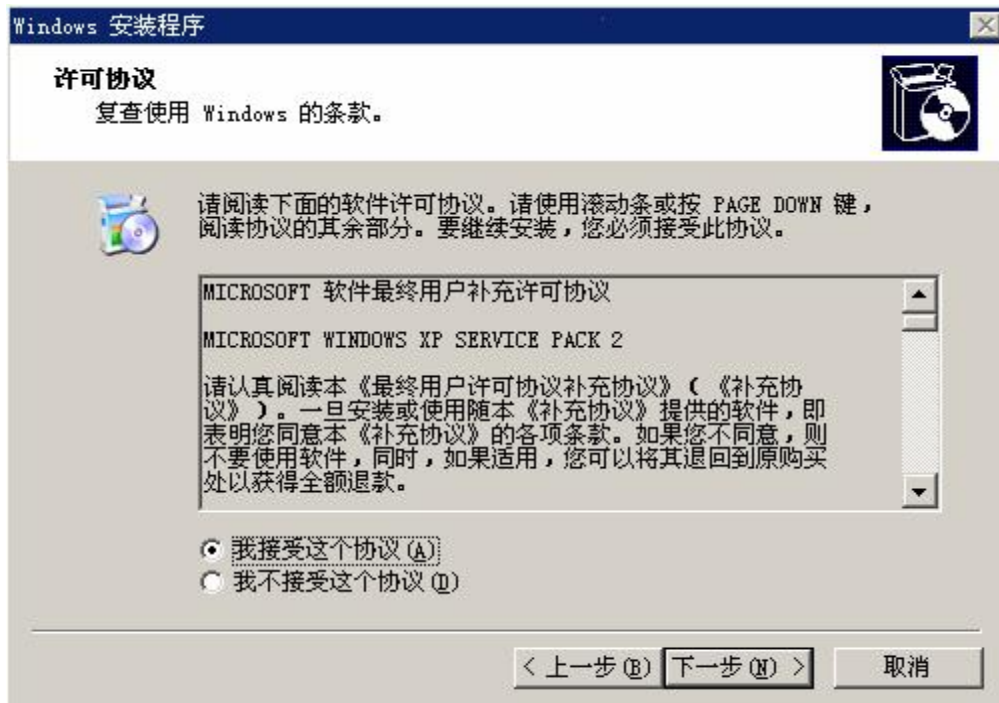 Windows 安装程序
许可协议
复查使用 Windows 的条款。
请阅读下面的软件许可协议。请使用滚动条或按 PAGE DOWN 键，
阅读协议的其余部分。要继续安装，您必须接受此协议。
MICROSOFT 软件最终用户补充许可协议
MICROSOFT WINDOWS XP SERVICE PACK 2
请认真阅读本《最终用户许可协议补充协议》（《补充协
议》）。一旦安装或使用随本《补充协议》提供的软件，即
表明您同意本《补充协议》的各项条款。如果您不同意，则
不要使用软件，同时，如果适用，您可以将其退回到原购买
处以获得全额退款。
我接受这个协议(A)
我不接受这个协议(D)
< 上一步(B)
下一步(N) >
取消